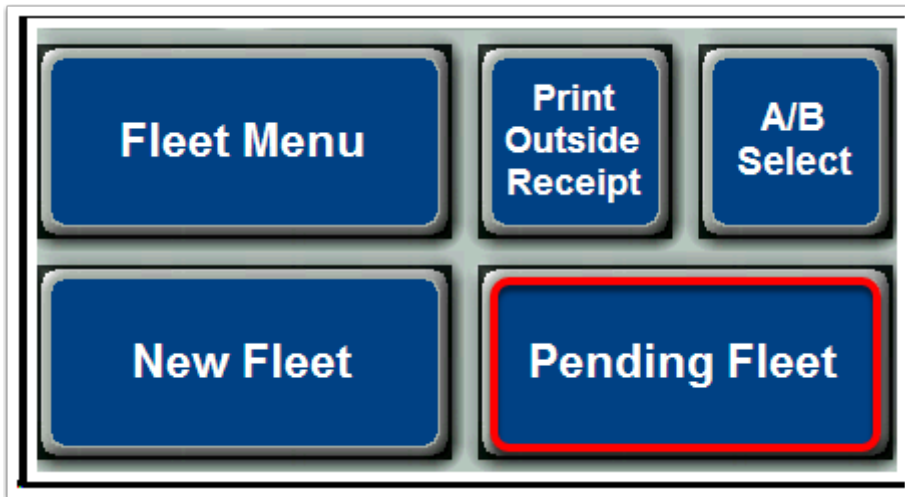 Fleet Menu
Print
Outside
Receipt
A/B
Select
New Fleet
Pending Fleet